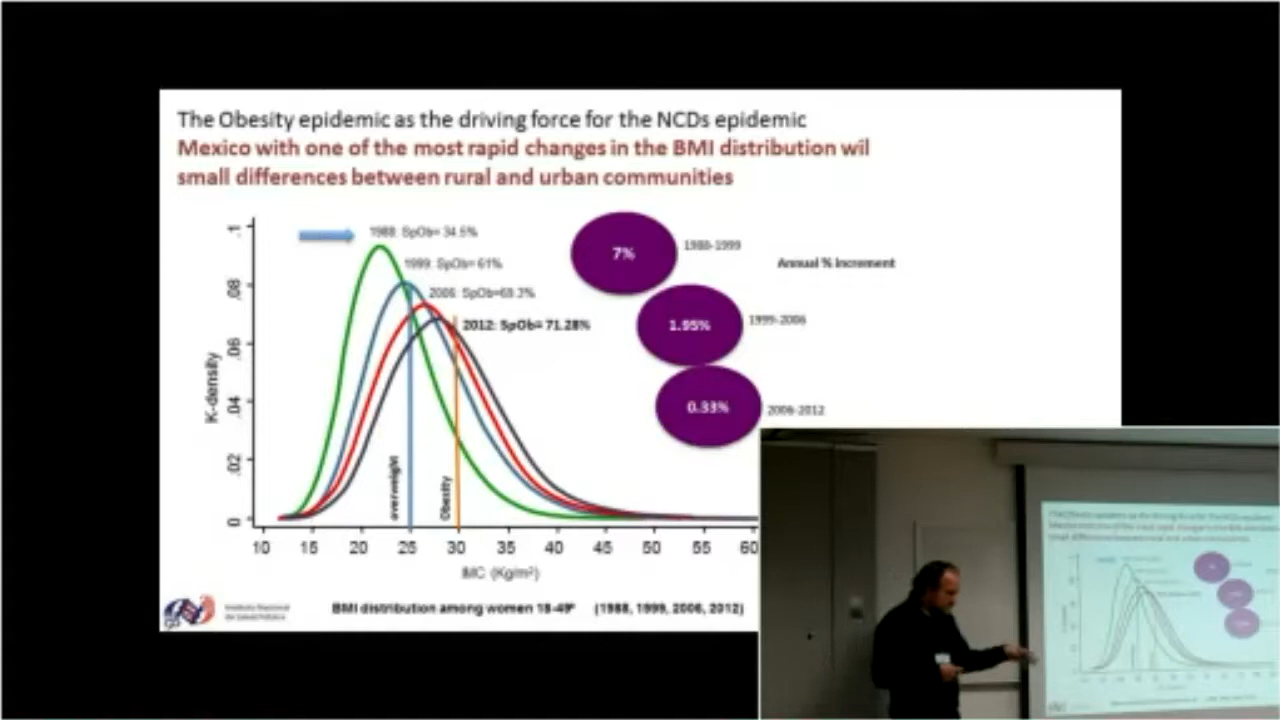 The Obesity epidemic as the driving force for the NCDs epidemic
Mexico with one of the most rapid changes in the BMI distribution wil
small differences between rural and urban communities
1988: SpOb= 34.5%
1999: SpOb= 61%
2006: SpOb=69.3%
2012: SpOb= 71.28%
7%
1988-1999
Annual % increment
1.95%
1999-2006
0.33%
2006-2012
K-density
.1
.08
.06
.04
.02
0
overweight
Obesity
10 15 20 25 30 35 40 45 50 55 60
IMC (Kg/m²)
Instituto Nacional
de Salud Pública
BMI distribution among women 18-49 (1988, 1999, 2006, 2012)